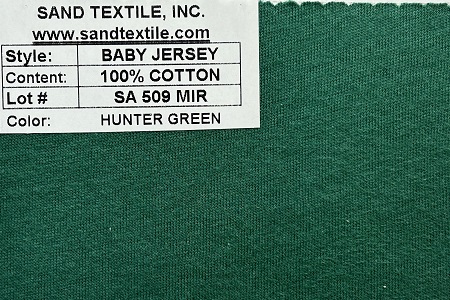 SAND TEXTILE, INC.
www.sandtextile.com
Style: BABY JERSEY
Content: 100% COTTON
Lot # SA 509 MIR
Color: HUNTER GREEN